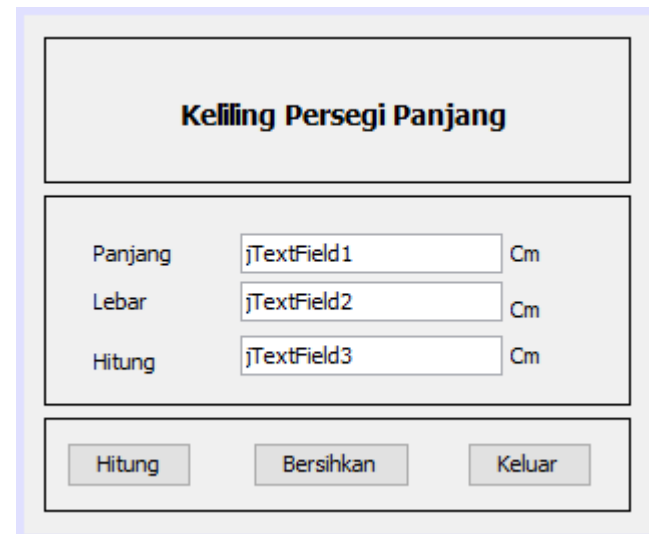 Keliling Persegi Panjang
Panjang jTextField1 Cm
Lebar jTextField2 Cm
Hitung jTextField3 Cm
Hitung Bersihkan Keluar